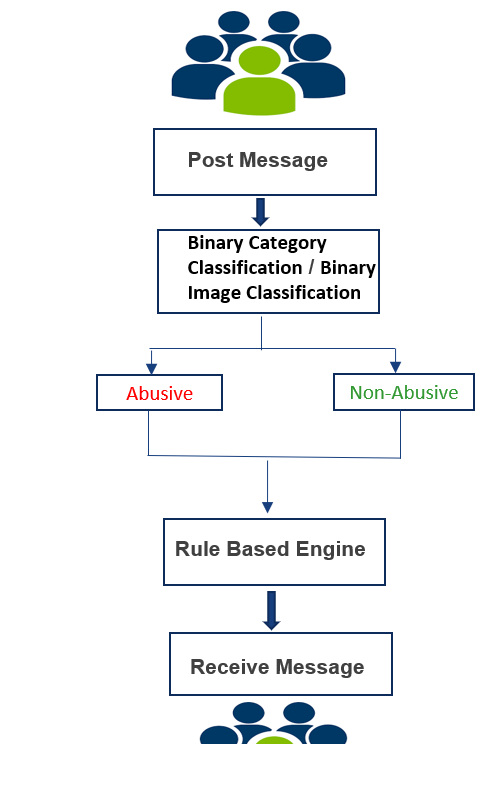 Post Message
Binary Category
Classification / Binary
Image Classification
Abusive
Non-Abusive
Rule Based Engine
Receive Message